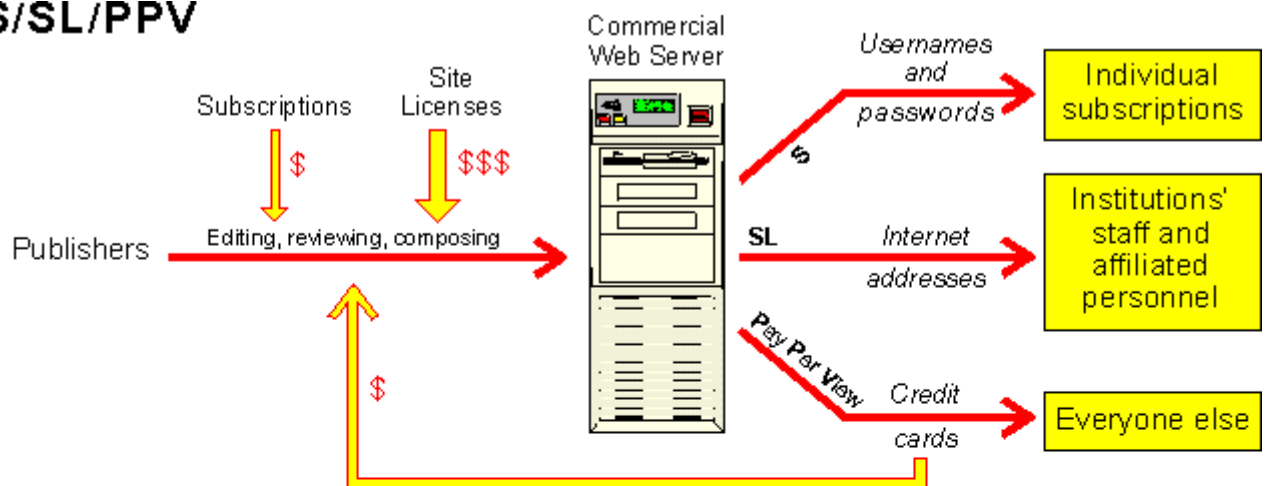 S/SL/PPV
Commercial
Web Server
Subscriptions
Site
Licenses
$
$$$
Publishers
Editing, reviewing, composing
$
S
Usernames
and
passwords
Individual
subscriptions
SL
Internet
addresses
Institutions'
staff and
affiliated
personnel
Pay Per View
Credit
cards
Everyone else